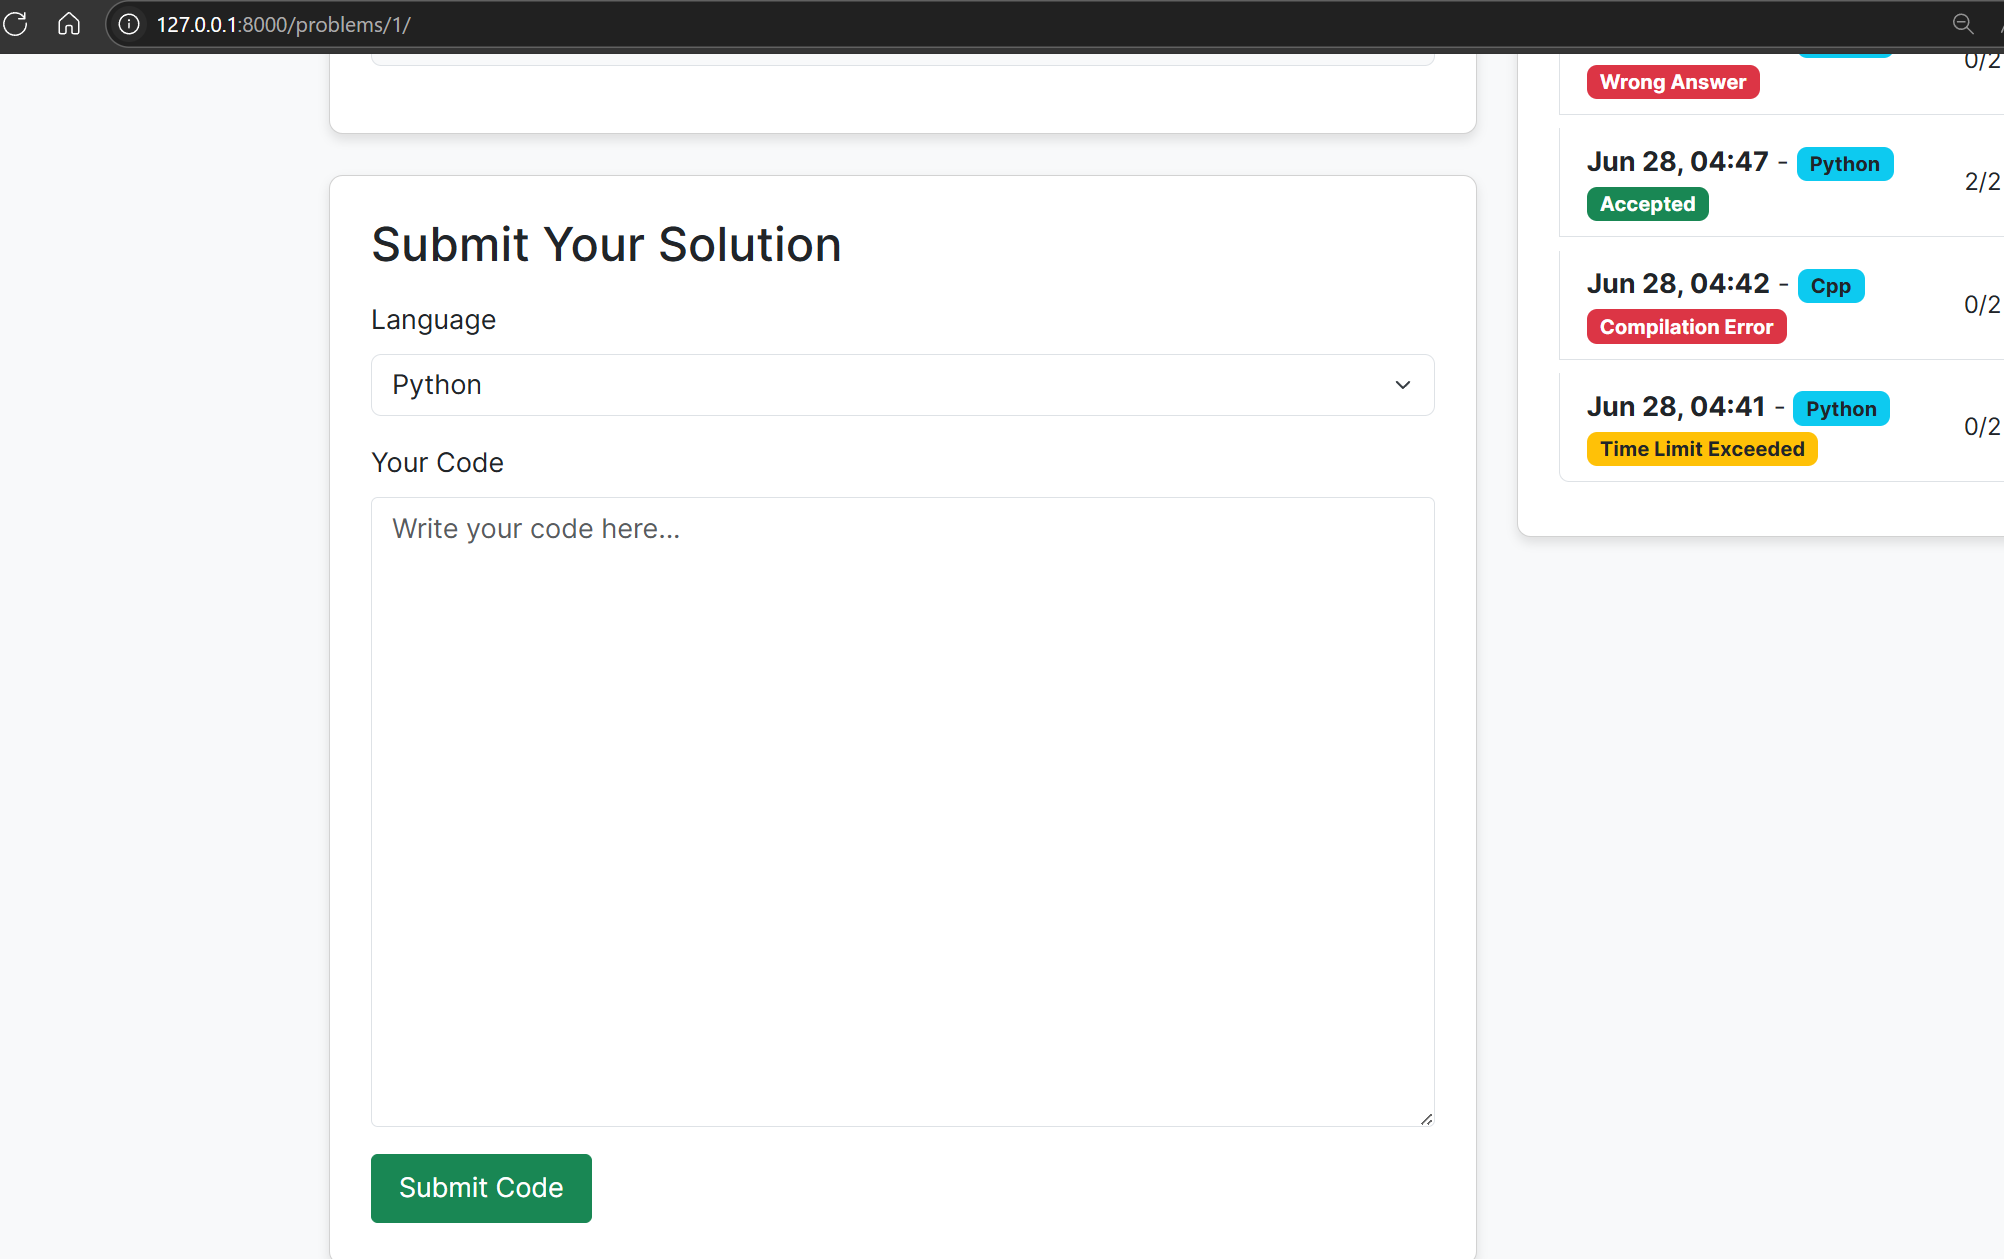 127.0.0.1:8000/problems/1/
Submit Your Solution
Language
Python
Your Code
Write your code here...
Submit Code
0/2
Wrong Answer
Jun 28, 04:47 - Python
2/2
Accepted
Jun 28, 04:42 - Cpp
0/2
Compilation Error
Jun 28, 04:41 - Python
0/2
Time Limit Exceeded